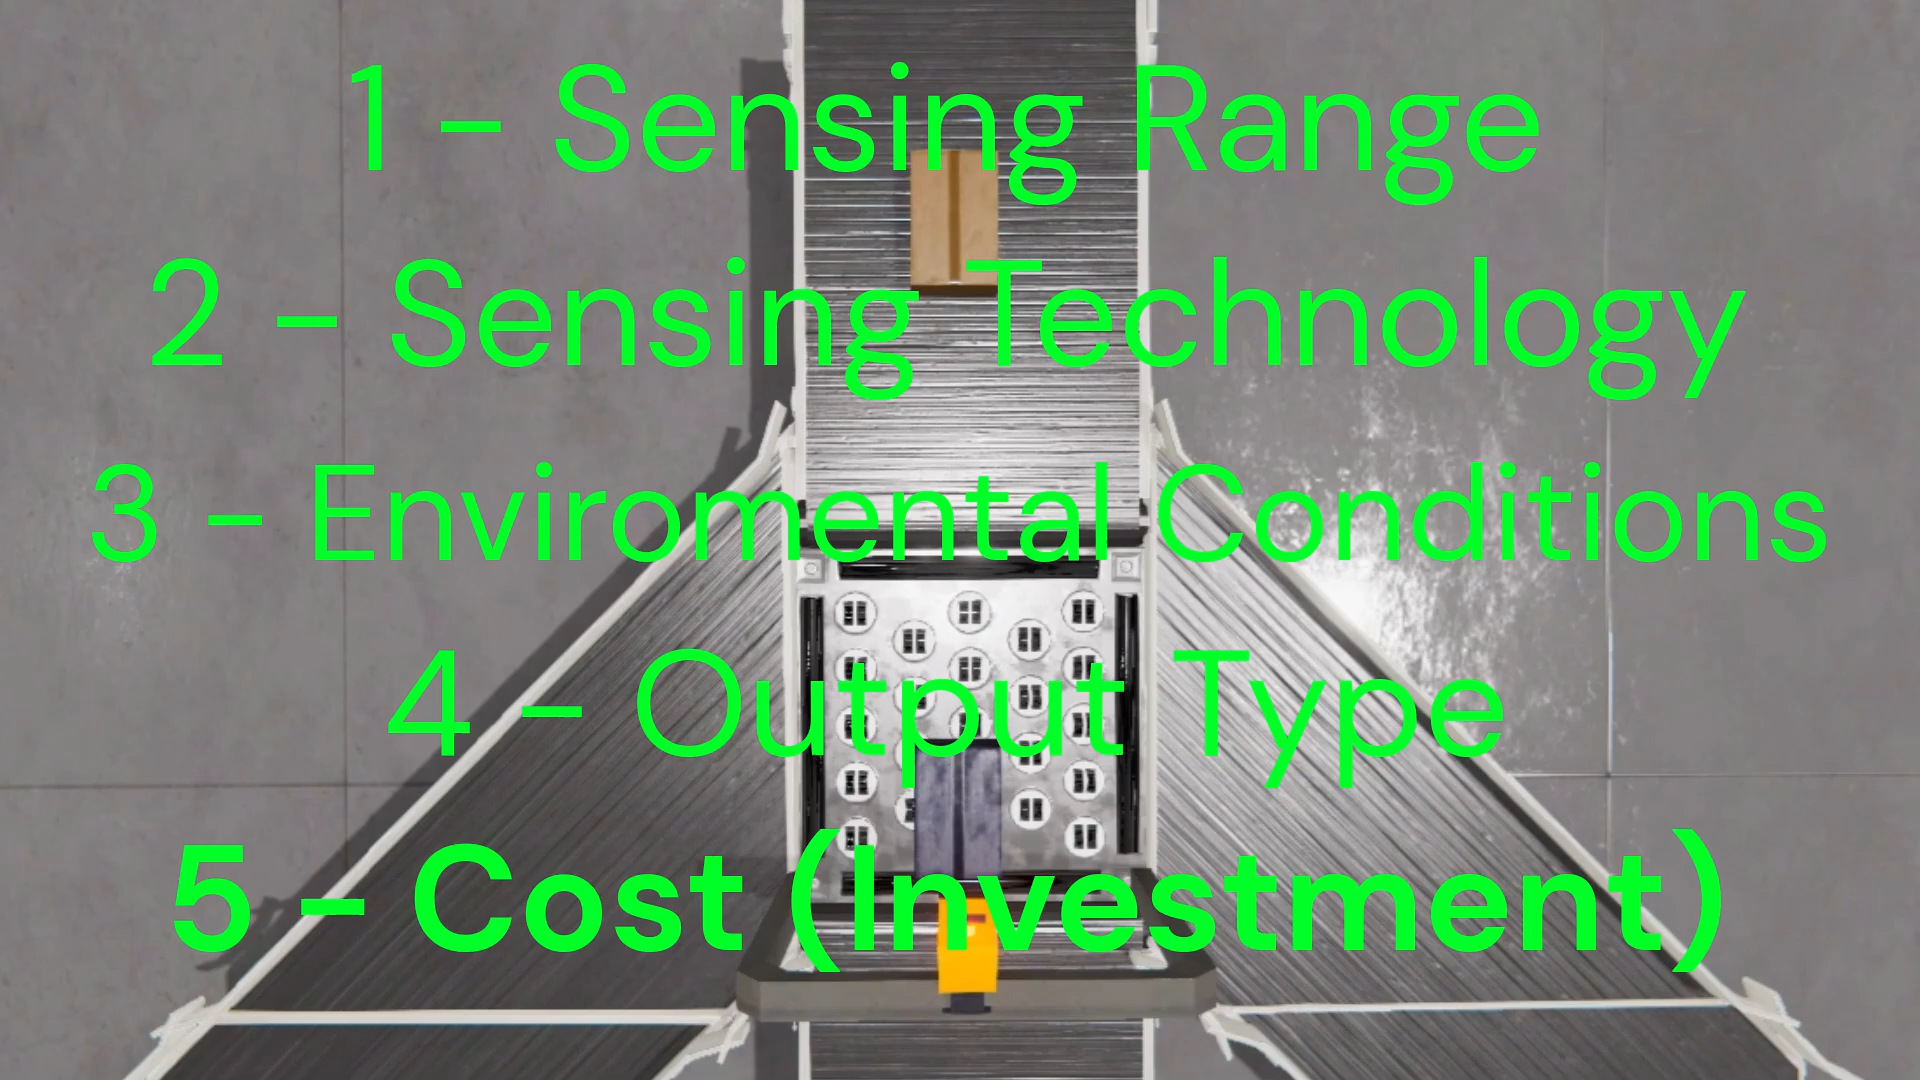 1 - Sensing Range
2 - Sensing Technology
3 - Enviromental Conditions
4 - Output Type
5 - Cost (Investment)